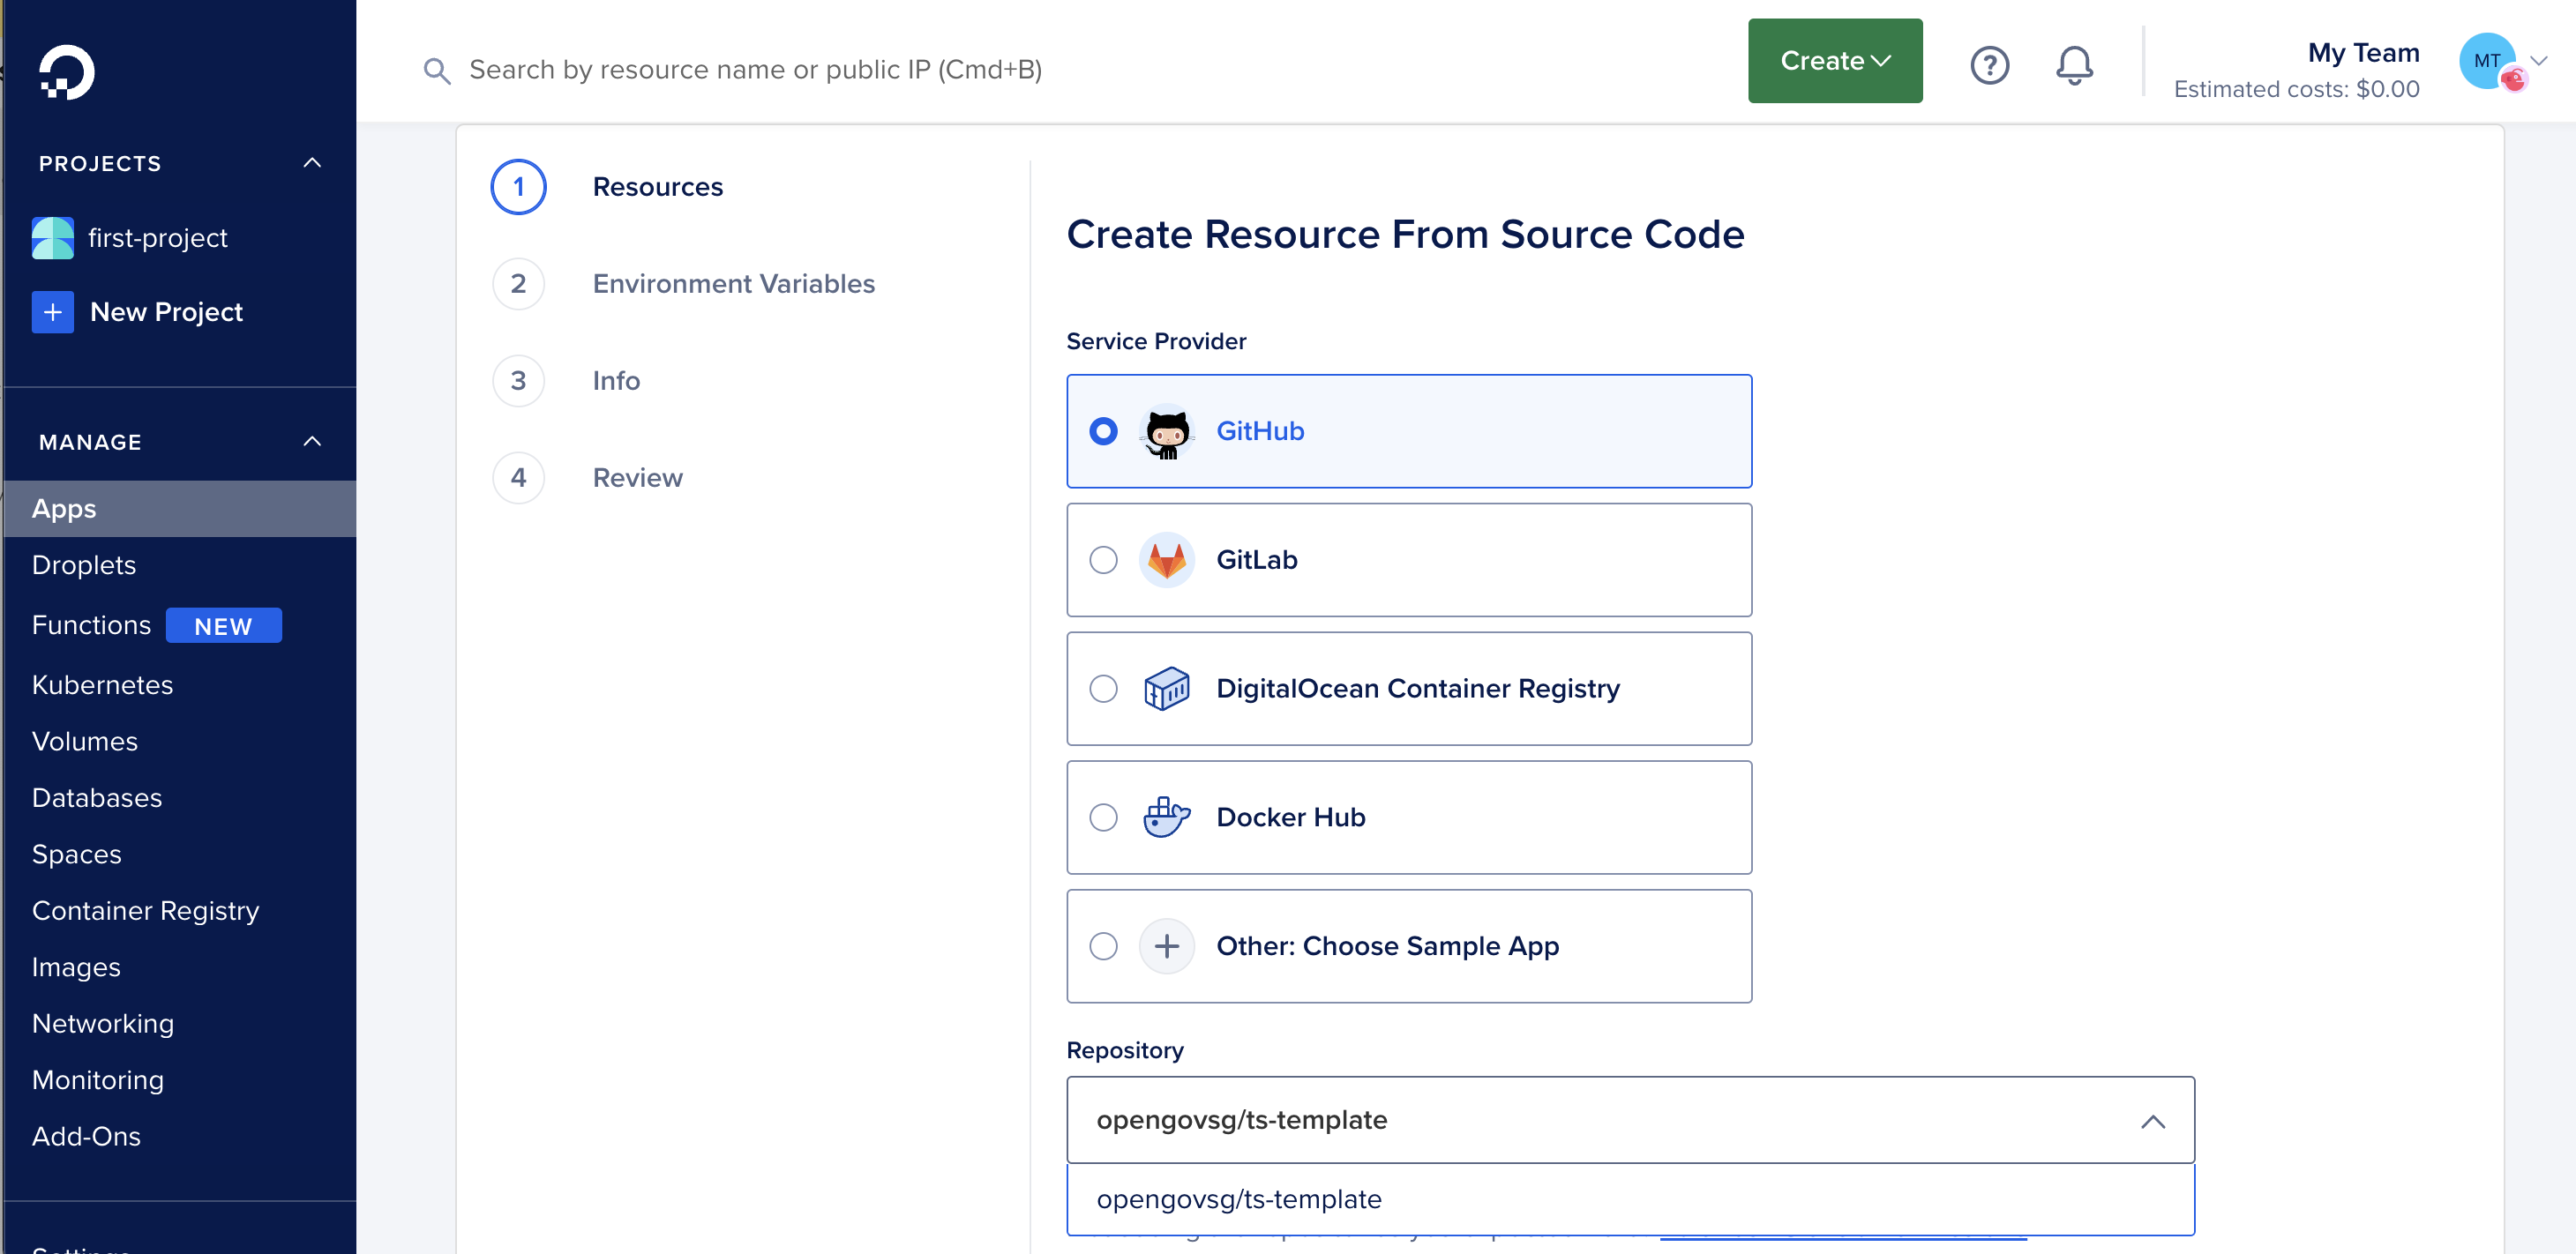 Search by resource name or public IP (Cmd+B)
Create
?
My Team
Estimated costs: $0.00
MT
PROJECTS
first-project
+ New Project
MANAGE
Apps
Droplets
Functions NEW
Kubernetes
Volumes
Databases
Spaces
Container Registry
Images
Networking
Monitoring
Add-Ons
Settings
1 Resources
2 Environment Variables
3 Info
4 Review
Create Resource From Source Code
Service Provider
GitHub
GitLab
DigitalOcean Container Registry
Docker Hub
Other: Choose Sample App
Repository
opengovsg/ts-template
opengovsg/ts-template